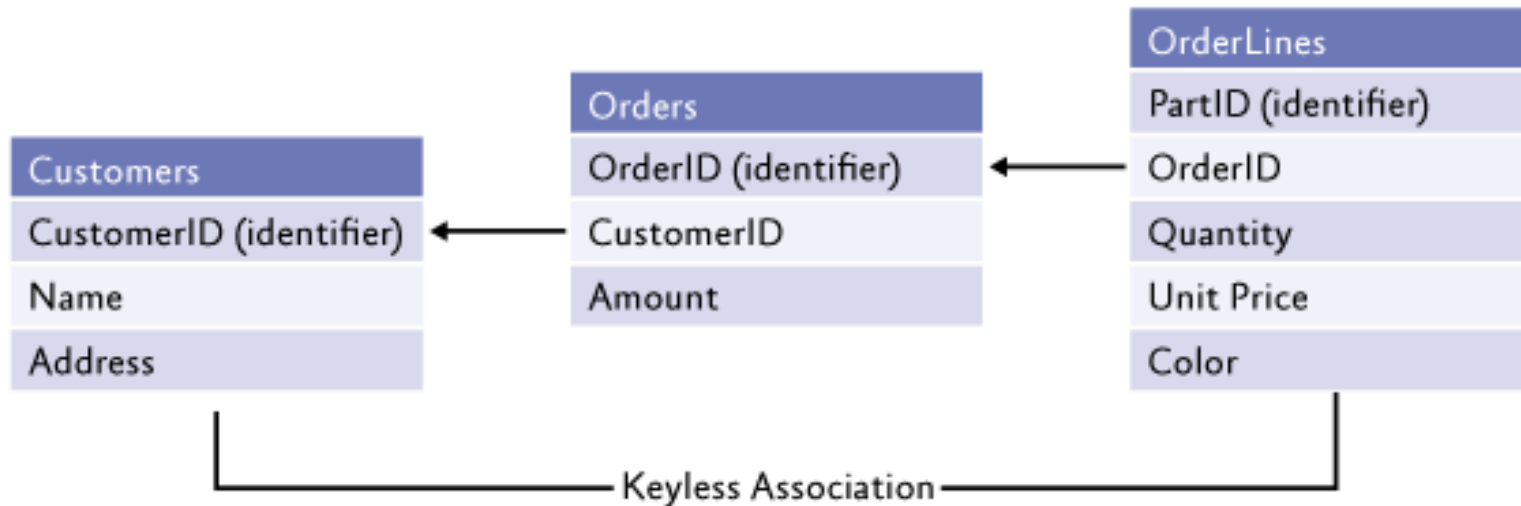 Customers
CustomerID (identifier)
Name
Address
Orders
OrderID (identifier)
CustomerID
Amount
OrderLines
PartID (identifier)
OrderID
Quantity
Unit Price
Color
Keyless Association